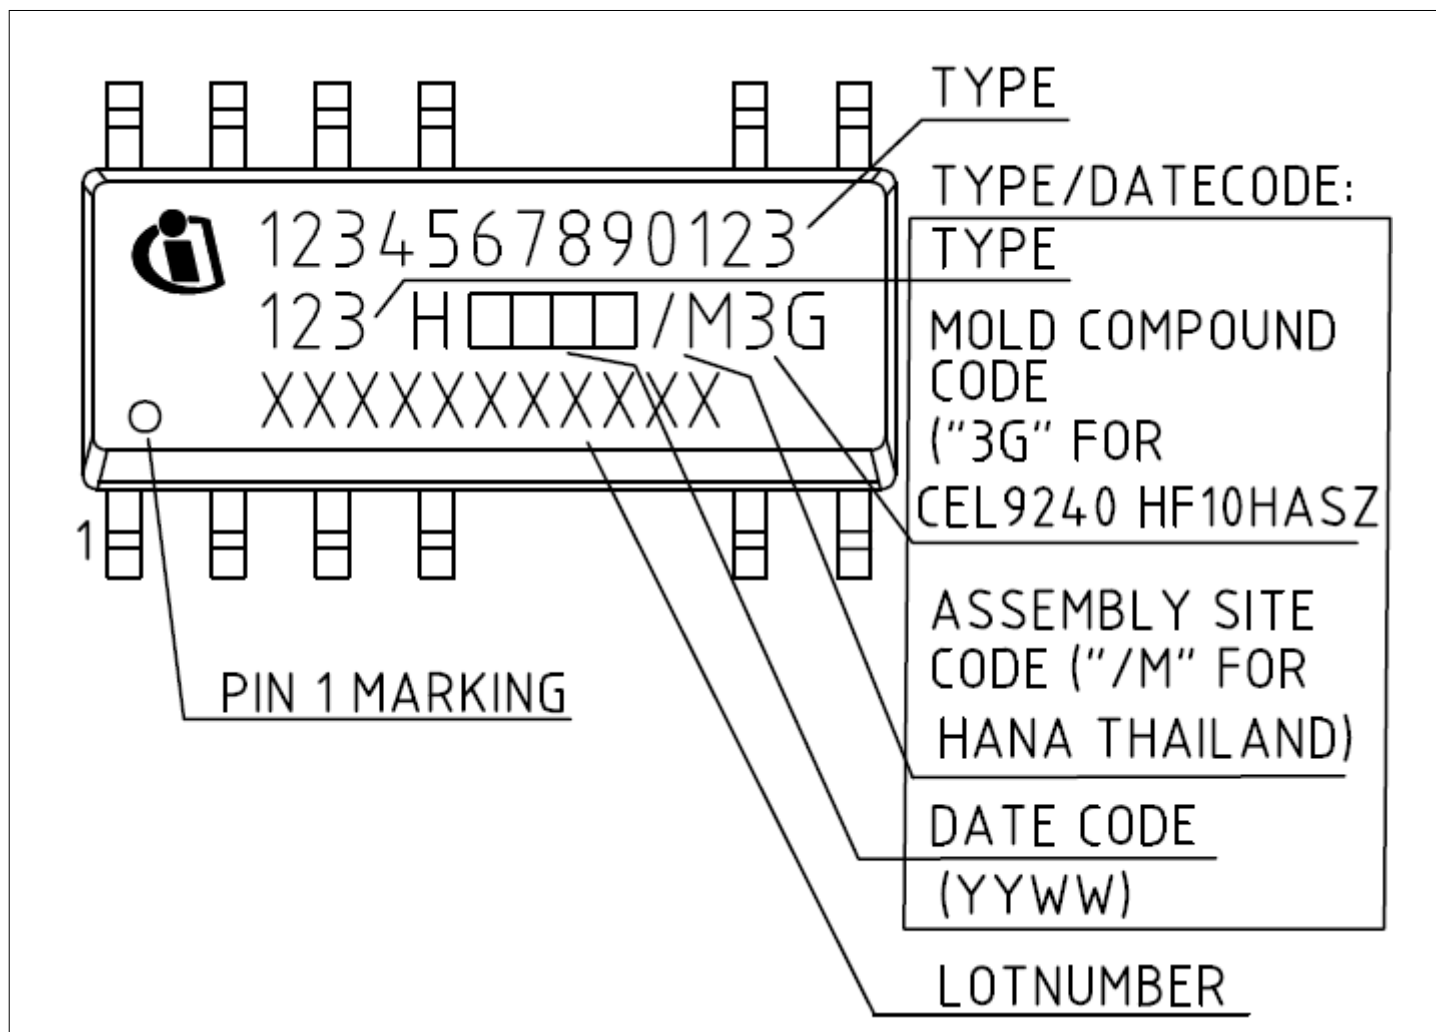 TYPE
TYPE/DATECODE:
1234567890123
TYPE
123 H□□□□/M3G
MOLD COMPOUND
CODE
("3G" FOR
CEL9240 HF10HASZ
XXXXXXXXXXX
1
ASSEMBLY SITE
CODE ("/M" FOR
HANA THAILAND)
PIN 1 MARKING
DATE CODE
(YYWW)
LOTNUMBER